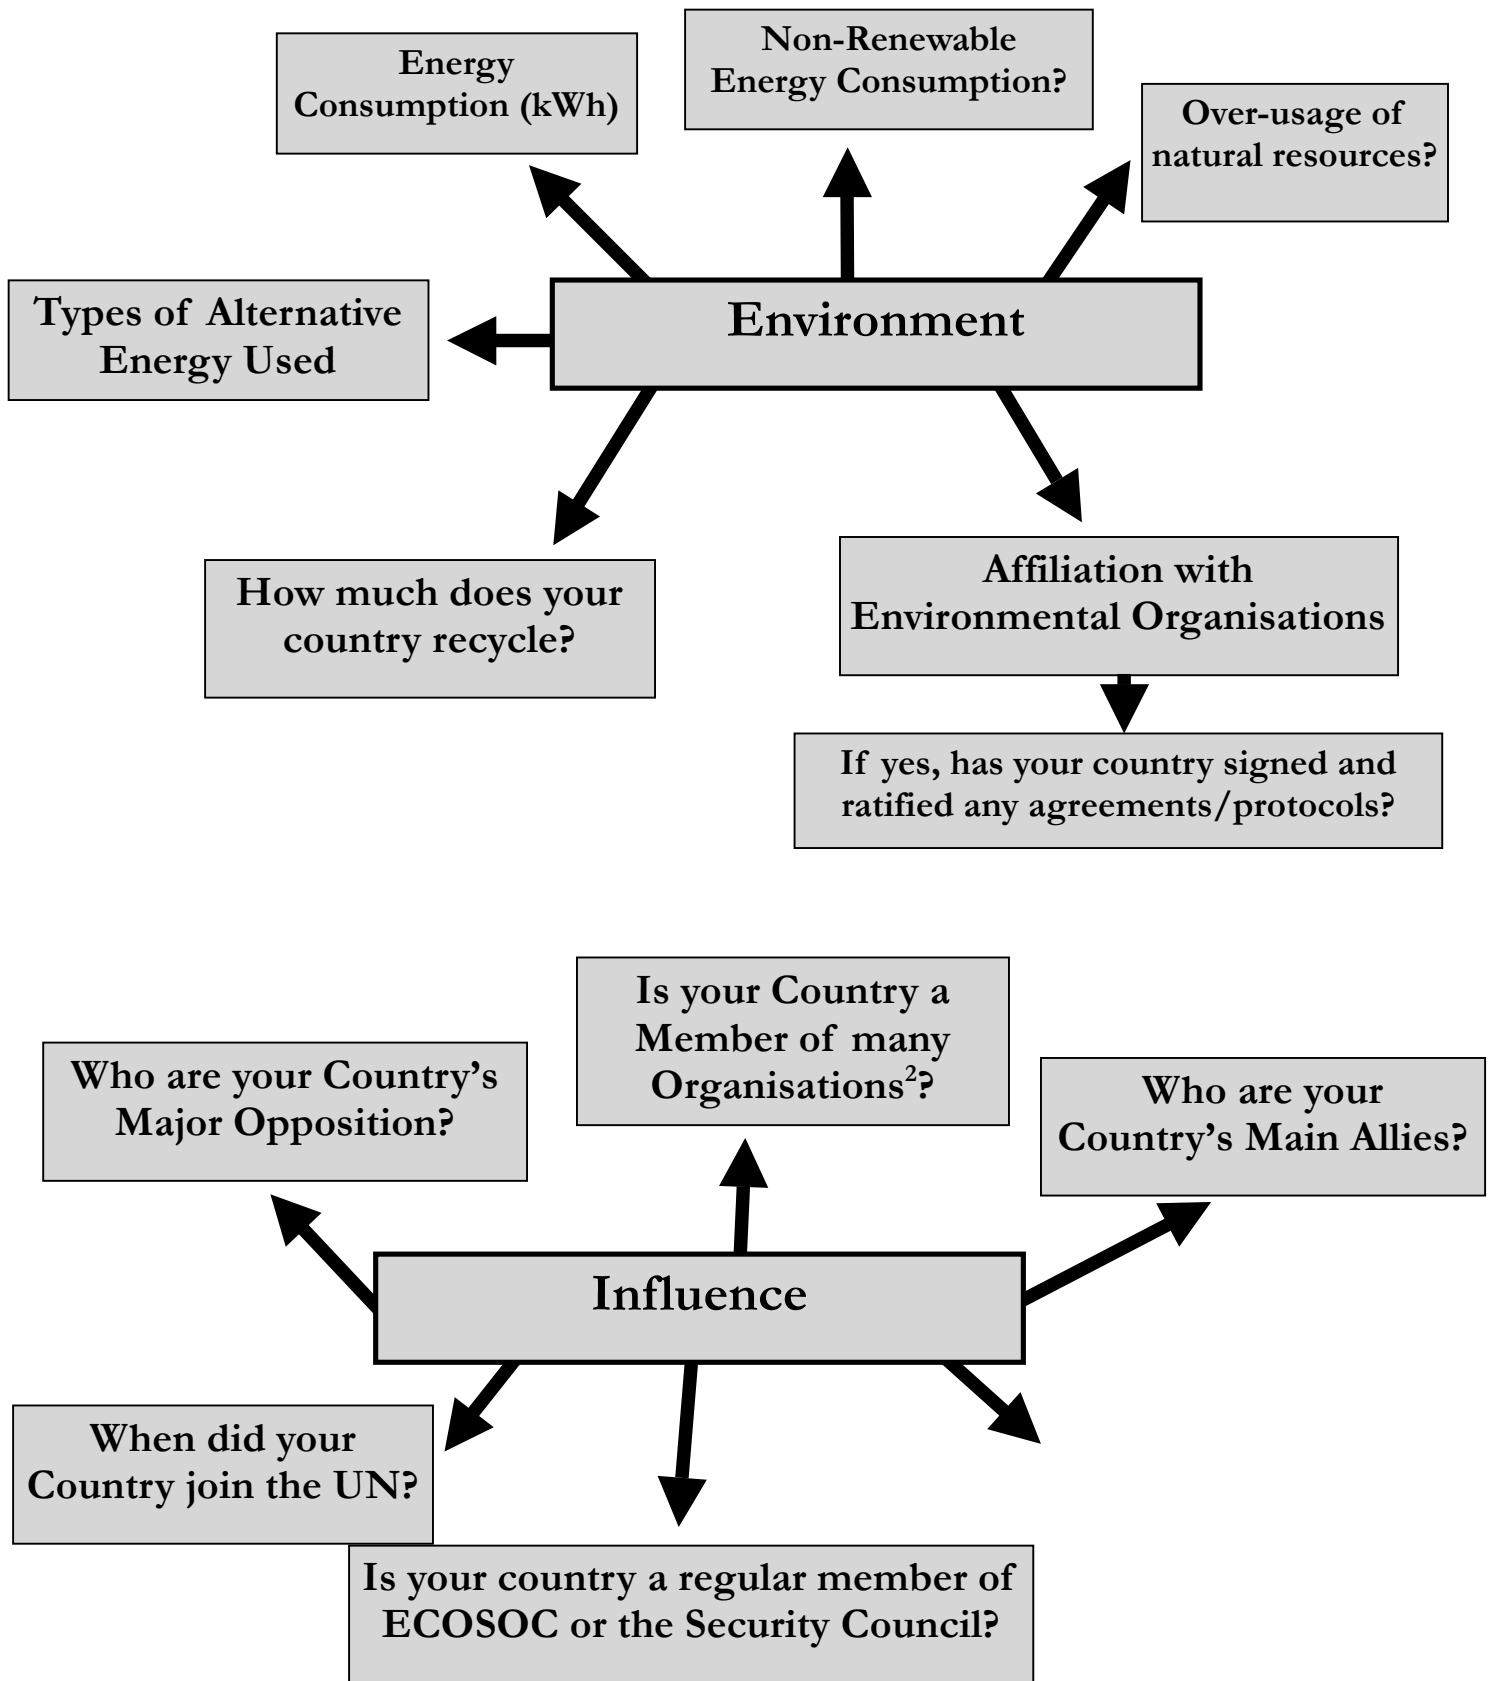 Energy
Consumption (kWh)
Non-Renewable
Energy Consumption?
Over-usage of
natural resources?
Types of Alternative
Energy Used
Environment
How much does your
country recycle?
Affiliation with
Environmental Organisations
If yes, has your country signed and
ratified any agreements/protocols?
Is your Country a
Member of many
Organisations²?
Who are your Country’s
Major Opposition?
Who are your
Country’s Main Allies?
Influence
When did your
Country join the UN?
Is your country a regular member of
ECOSOC or the Security Council?